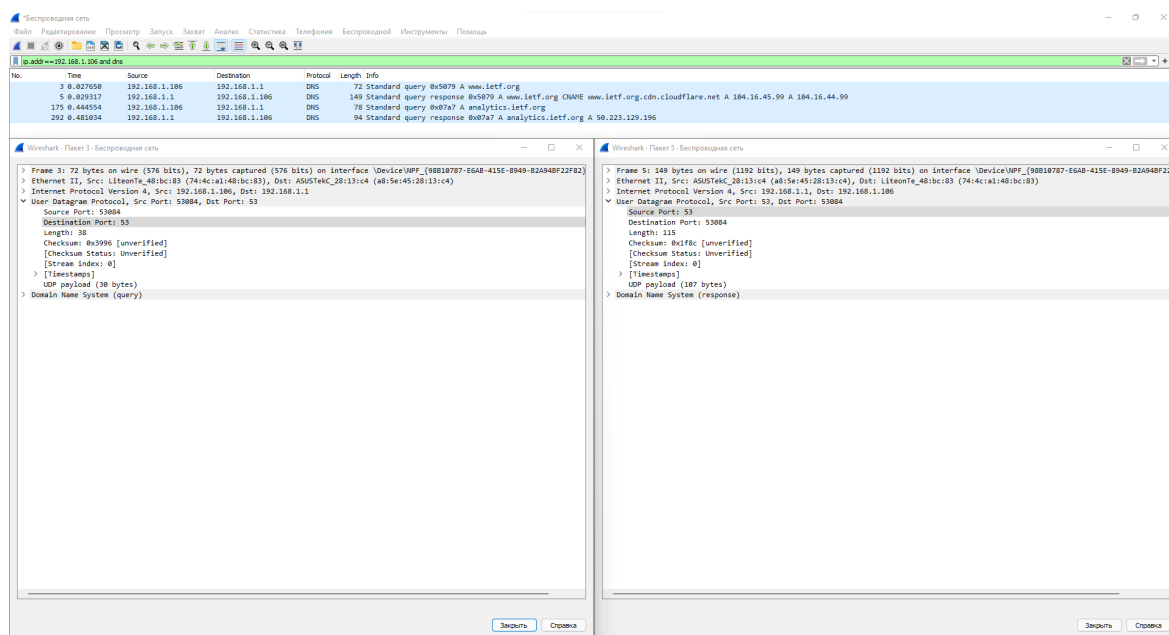 *Беспроводная сеть
Файл Редактирование Просмотр Запуск Захват Анализ Статистика Телефония Беспроводной Инструменты Помощь
ip.addr==192.168.1.106 and dns
No. Time Source Destination Protocol Length Info
3 0.027650 192.168.1.106 192.168.1.1 DNS 72 Standard query 0x5079 A www.ietf.org
5 0.029317 192.168.1.1 192.168.1.106 DNS 149 Standard query response 0x5079 A www.ietf.org CNAME www.ietf.org.cdn.cloudflare.net A 104.16.45.99 A 104.16.44.99
175 0.444554 192.168.1.106 192.168.1.1 DNS 78 Standard query 0x07a7 A analytics.ietf.org
292 0.481034 192.168.1.1 192.168.1.106 DNS 94 Standard query response 0x07a7 A analytics.ietf.org A 50.223.129.196
Wireshark · Пакет 3 · Беспроводная сеть
Frame 3: 72 bytes on wire (576 bits), 72 bytes captured (576 bits) on interface \Device\NPF_{98B10787-E6AB-415E-8949-B2A94BF22F82}
Ethernet II, Src: LiteonTe_48:bc:83 (74:4c:a1:48:bc:83), Dst: ASUSTekC_28:13:c4 (a8:5e:45:28:13:c4)
Internet Protocol Version 4, Src: 192.168.1.106, Dst: 192.168.1.1
User Datagram Protocol, Src Port: 53084, Dst Port: 53
Source Port: 53084
Destination Port: 53
Length: 38
Checksum: 0x3996 [unverified]
[Checksum Status: Unverified]
[Stream index: 0]
[Timestamps]
UDP payload (30 bytes)
Domain Name System (query)
Закрыть Справка
Wireshark · Пакет 5 · Беспроводная сеть
Frame 5: 149 bytes on wire (1192 bits), 149 bytes captured (1192 bits) on interface \Device\NPF_{98B10787-E6AB-415E-8949-B2A94BF22
Ethernet II, Src: ASUSTekC_28:13:c4 (a8:5e:45:28:13:c4), Dst: LiteonTe_48:bc:83 (74:4c:a1:48:bc:83)
Internet Protocol Version 4, Src: 192.168.1.1, Dst: 192.168.1.106
User Datagram Protocol, Src Port: 53, Dst Port: 53084
Source Port: 53
Destination Port: 53084
Length: 115
Checksum: 0x1f8c [unverified]
[Checksum Status: Unverified]
[Stream index: 0]
[Timestamps]
UDP payload (107 bytes)
Domain Name System (response)
Закрыть Справка